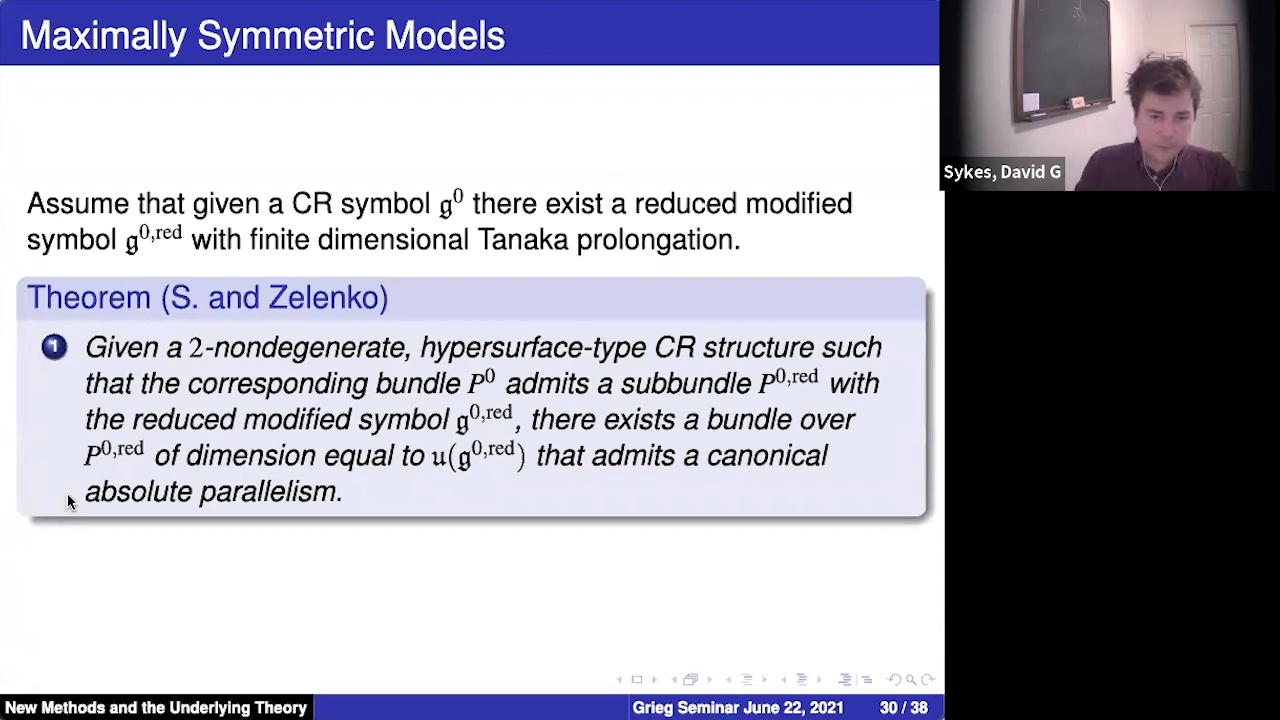 Maximally Symmetric Models
Sykes, David G
Assume that given a CR symbol 𝔤⁰ there exist a reduced modified
symbol 𝔤^{0,red} with finite dimensional Tanaka prolongation.
Theorem (S. and Zelenko)
1 Given a 2-nondegenerate, hypersurface-type CR structure such
that the corresponding bundle P⁰ admits a subbundle P^{0,red} with
the reduced modified symbol 𝔤^{0,red}, there exists a bundle over
P^{0,red} of dimension equal to 𝔲(𝔤^{0,red}) that admits a canonical
absolute parallelism.
New Methods and the Underlying Theory
Grieg Seminar June 22, 2021 30 / 38